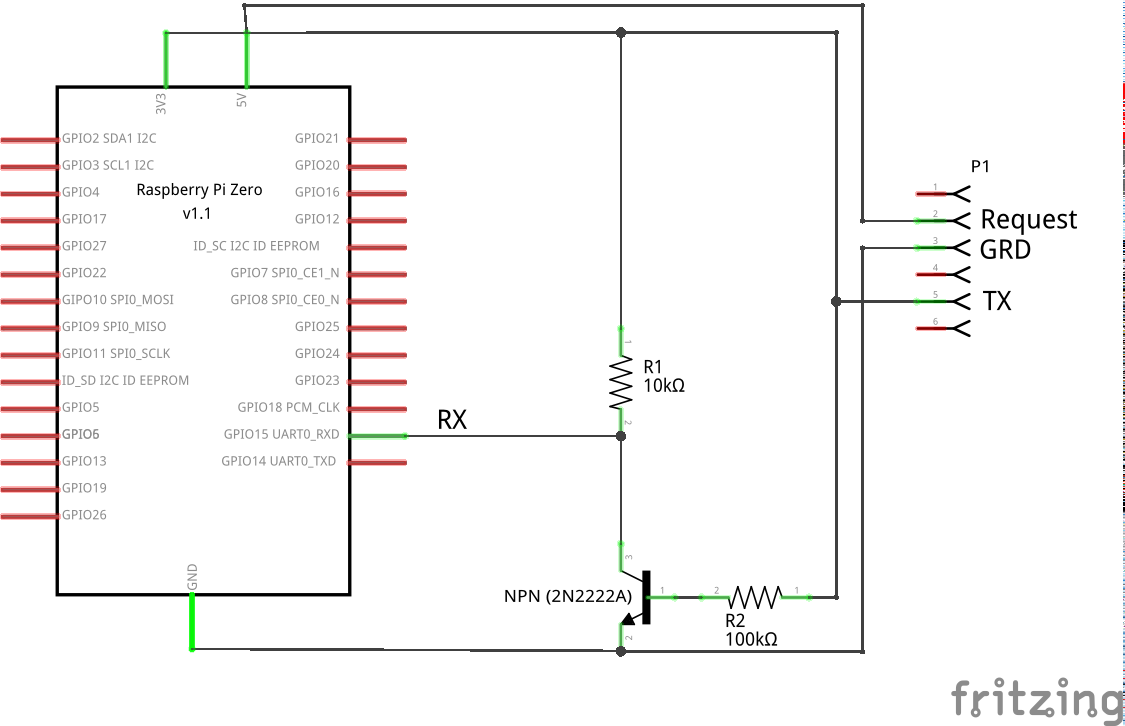 3V3
5V
GPIO2 SDA1 I2C
GPIO21
GPIO3 SCL1 I2C
GPIO20
GPIO4
Raspberry Pi Zero
GPIO16
v1.1
GPIO17
GPIO12
GPIO27
ID_SC I2C ID EEPROM
GPIO22
GPIO7 SPI0_CE1_N
GIPO10 SPI0_MOSI
GPIO8 SPI0_CE0_N
GPIO9 SPI0_MISO
GPIO25
GPIO11 SPI0_SCLK
GPIO24
ID_SD I2C ID EEPROM
GPIO23
GPIO5
GPIO18 PCM_CLK
GPIO6
GPIO15 UART0_RXD
GPIO13
GPIO14 UART0_TXD
GPIO19
GPIO26
GND
RX
1
R1
10kΩ
2
3
NPN (2N2222A)
1
2
2
1
R2
100kΩ
P1
1
2
Request
3
GRD
4
5
TX
6
fritzing